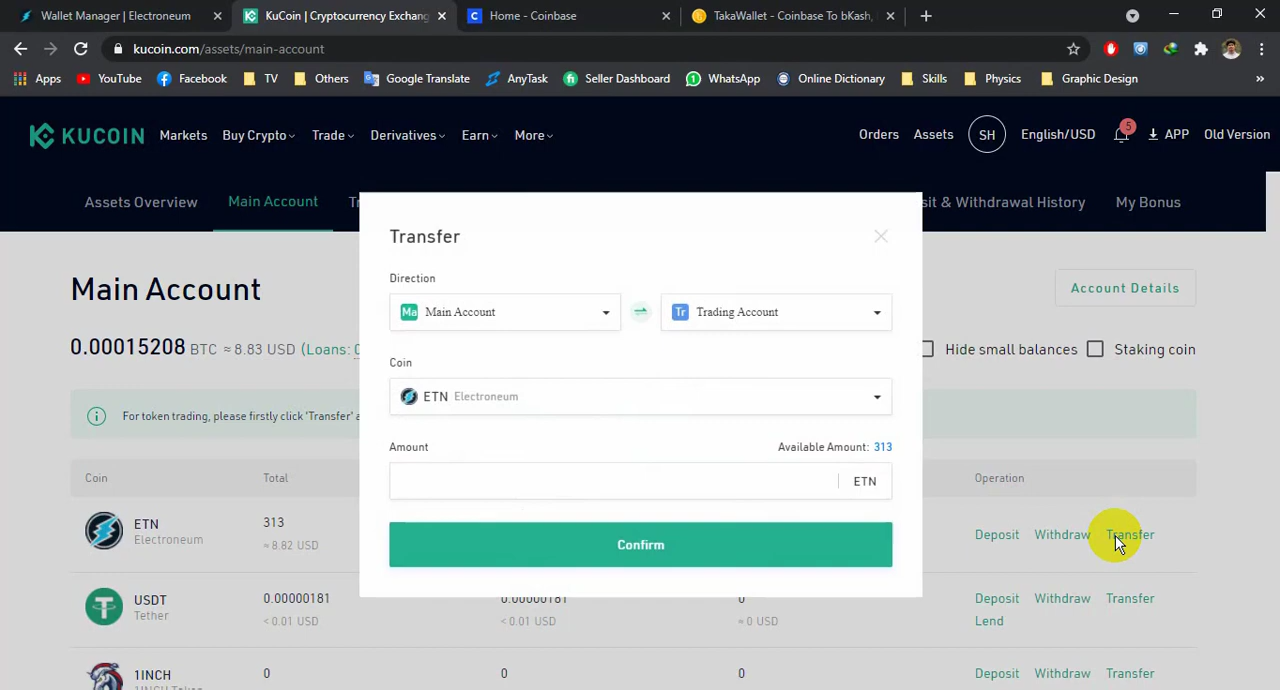 Wallet Manager | Electroneum
KuCoin | Cryptocurrency Exchang
Home - Coinbase
TakaWallet - Coinbase To bKash,
kucoin.com/assets/main-account
Apps YouTube Facebook TV Others Google Translate AnyTask Seller Dashboard WhatsApp Online Dictionary Skills Physics Graphic Design »
KUCOIN Markets Buy Crypto Trade Derivatives Earn More Orders Assets SH English/USD 5 APP Old Version
Assets Overview Main Account & Withdrawal History My Bonus
Transfer
Direction
Ma Main Account Tr Trading Account
Coin
ETN Electroneum
Amount Available Amount: 313
ETN
Confirm
Main Account
Account Details
0.00015208 BTC ≈ 8.83 USD (Loans:
Hide small balances Staking coin
For token trading, please firstly click 'Transfer'
Coin Total Operation
ETN 313
Electroneum ≈ 8.82 USD
Deposit Withdraw Transfer
USDT 0.00000181 0.00000181 0 Deposit Withdraw Transfer
Tether < 0.01 USD < 0.01 USD ≈ 0 USD Lend
1INCH 0 0 0 Deposit Withdraw Transfer